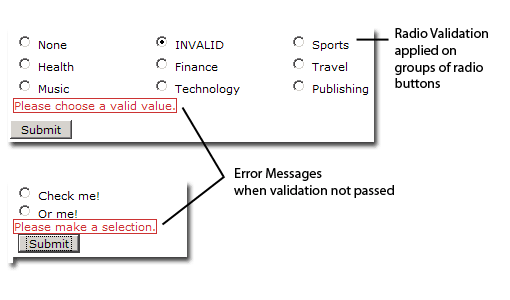 None INVALID Sports
Health Finance Travel
Music Technology Publishing
Please choose a valid value.
Submit
Radio Validation
applied on
groups of radio
buttons
Error Messages
when validation not passed
Check me!
Or me!
Please make a selection.
Submit